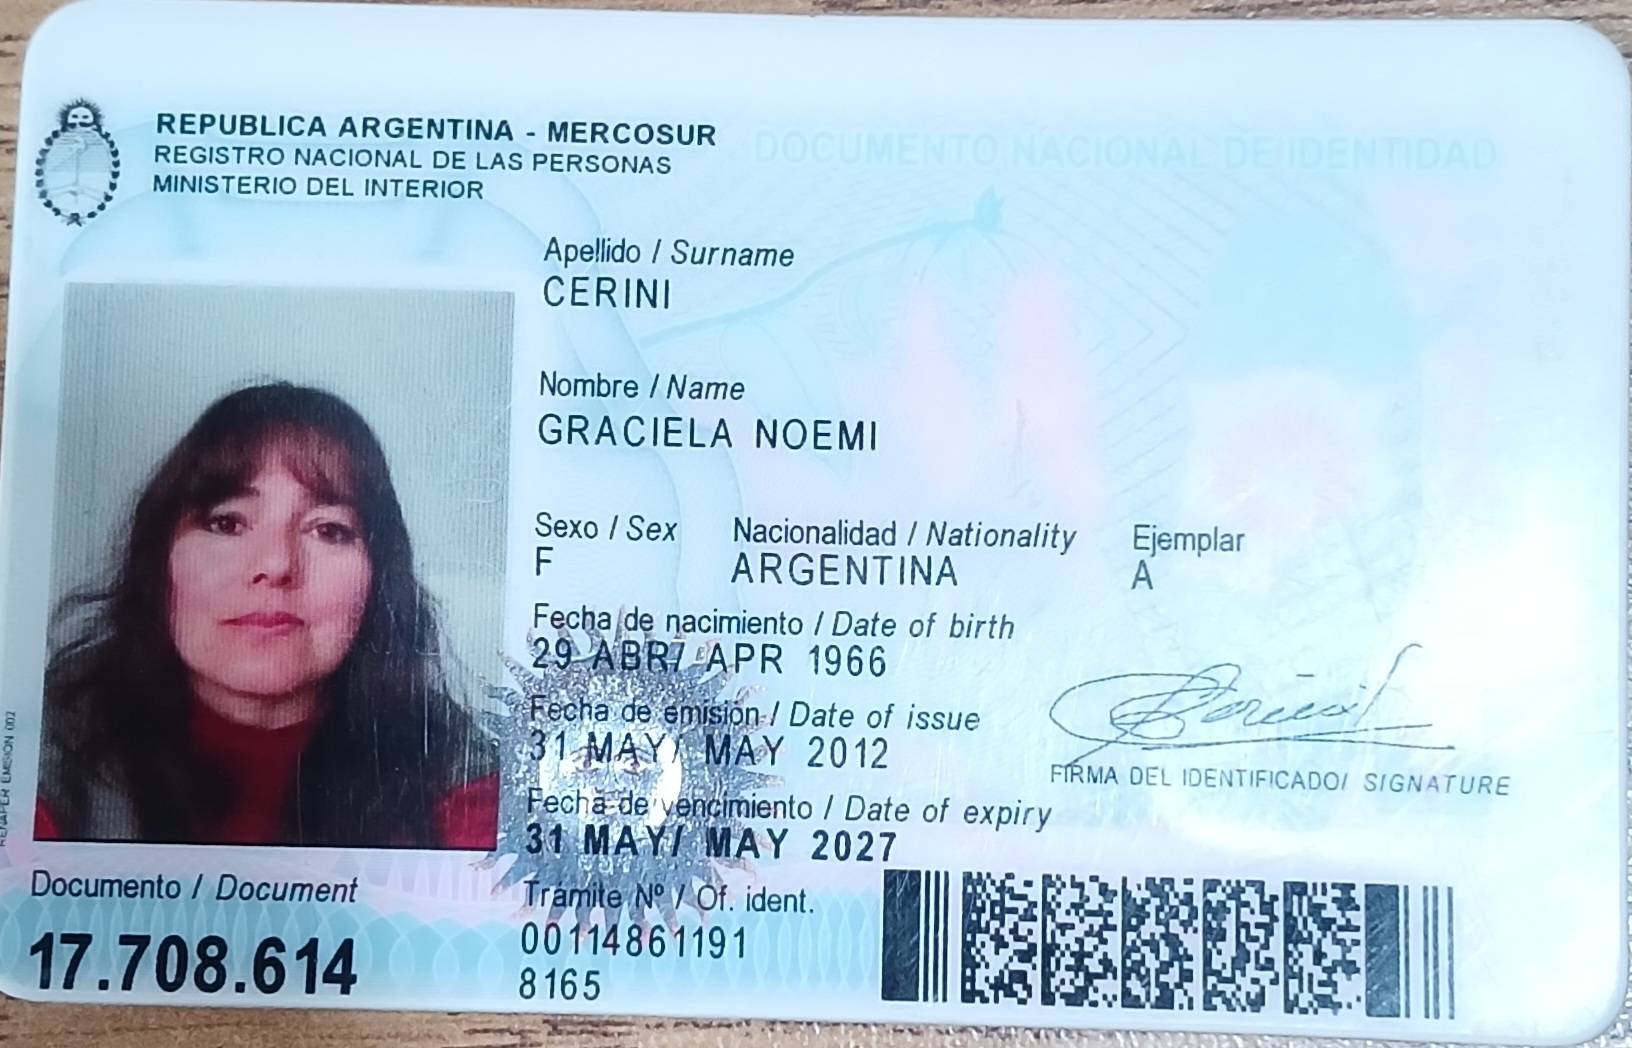 REPUBLICA ARGENTINA - MERCOSUR
REGISTRO NACIONAL DE LAS PERSONAS
MINISTERIO DEL INTERIOR
DOCUMENTO NACIONAL DE IDENTIDAD
Apellido / Surname
CERINI
Nombre / Name
GRACIELA NOEMI
Sexo / Sex Nacionalidad / Nationality Ejemplar
F ARGENTINA A
Fecha de nacimiento / Date of birth
29 ABR/ APR 1966
Fecha de emisión / Date of issue
31 MAY/ MAY 2012
FIRMA DEL IDENTIFICADO/ SIGNATURE
Fecha de vencimiento / Date of expiry
31 MAY/ MAY 2027
Documento / Document
17.708.614
Trámite Nº / Of. ident.
00114861191
8165
RENAPER EMISION 002